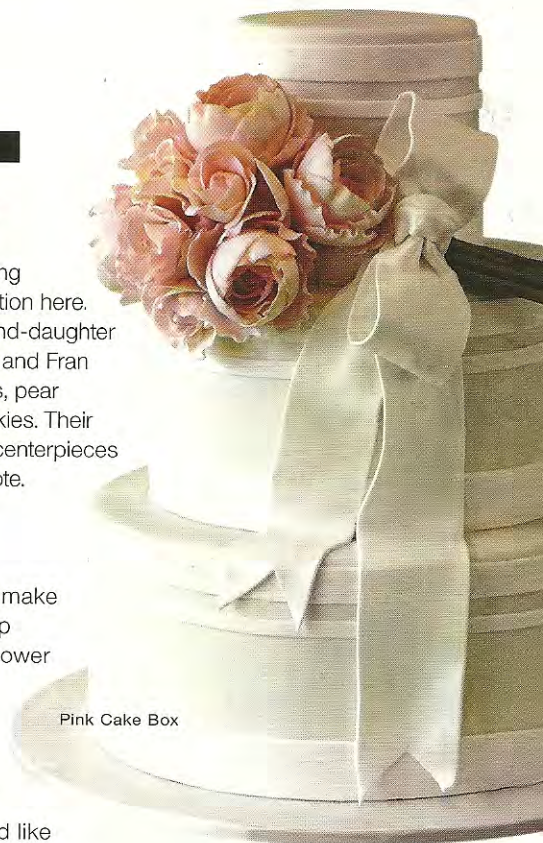 ng
tion here.
nd-daughter
and Fran
s, pear
kies. Their
centerpieces
ote.
make
p
ower
Pink Cake Box
d like